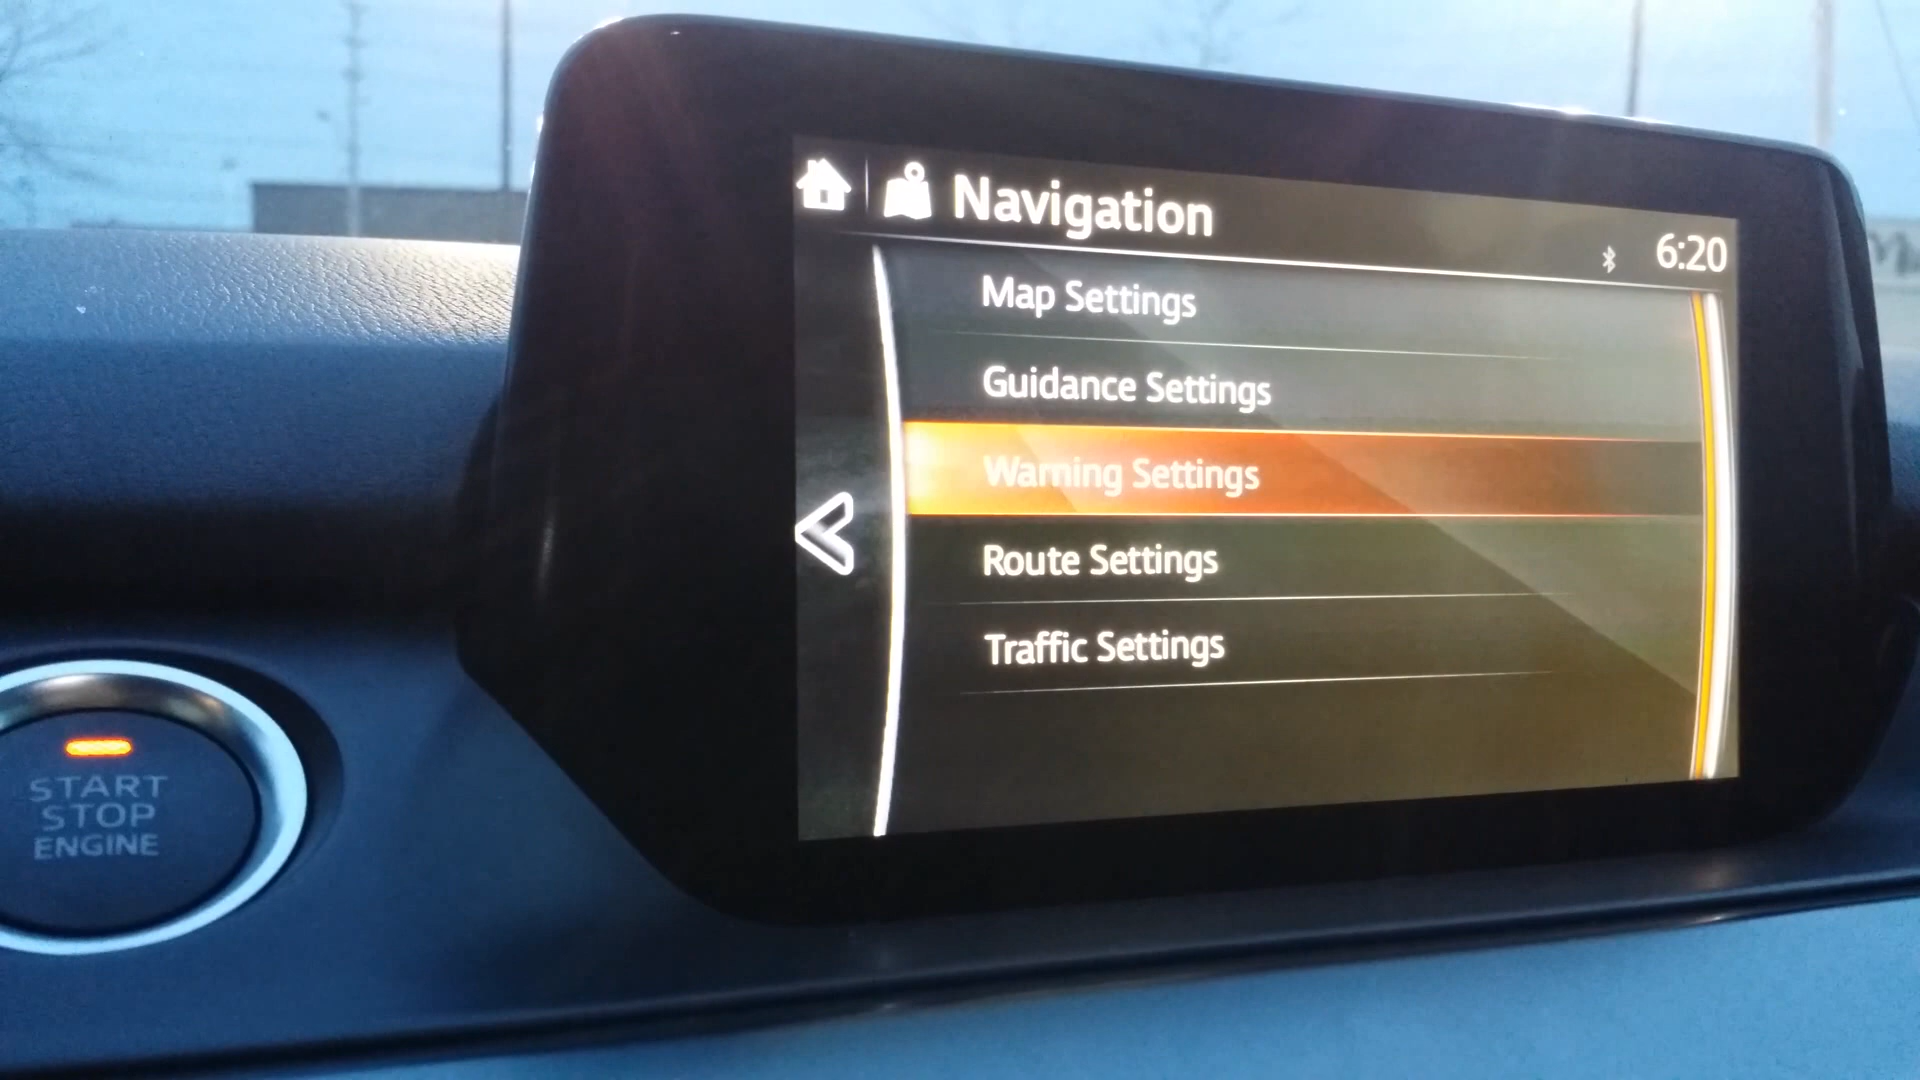 Navigation
6:20
Map Settings
Guidance Settings
Warning Settings
Route Settings
Traffic Settings
START
STOP
ENGINE